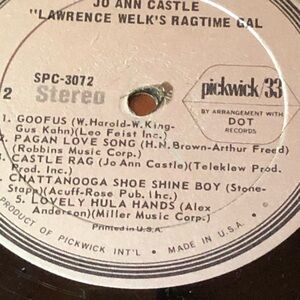 JO ANN CASTLE
"LAWRENCE WELK'S RAGTIME GAL
SPC-3072
2 Stereo
pickwick/33
BY ARRANGEMENT WITH
DOT
RECORDS
1. GOOFUS (W.Harold-W.King-
Gus Kahn)(Leo Feist Inc.)
2. PAGAN LOVE SONG (H.N.Brown-Arthur Freed)
(Robbins Music Corp.)
3. CASTLE RAG (Jo Ann Castle)(Teleklew Prod.
Prod. Inc.)
4. CHATTANOOGA SHOE SHINE BOY (Stone-
Stapp)(Acuff-Rose Pub. Inc.)
5. LOVELY HULA HANDS (Alex
Anderson)(Miller Music Corp.)
Printed in U.S.A.
PRODUCT OF PICKWICK INT'L • MADE IN U.S.A.